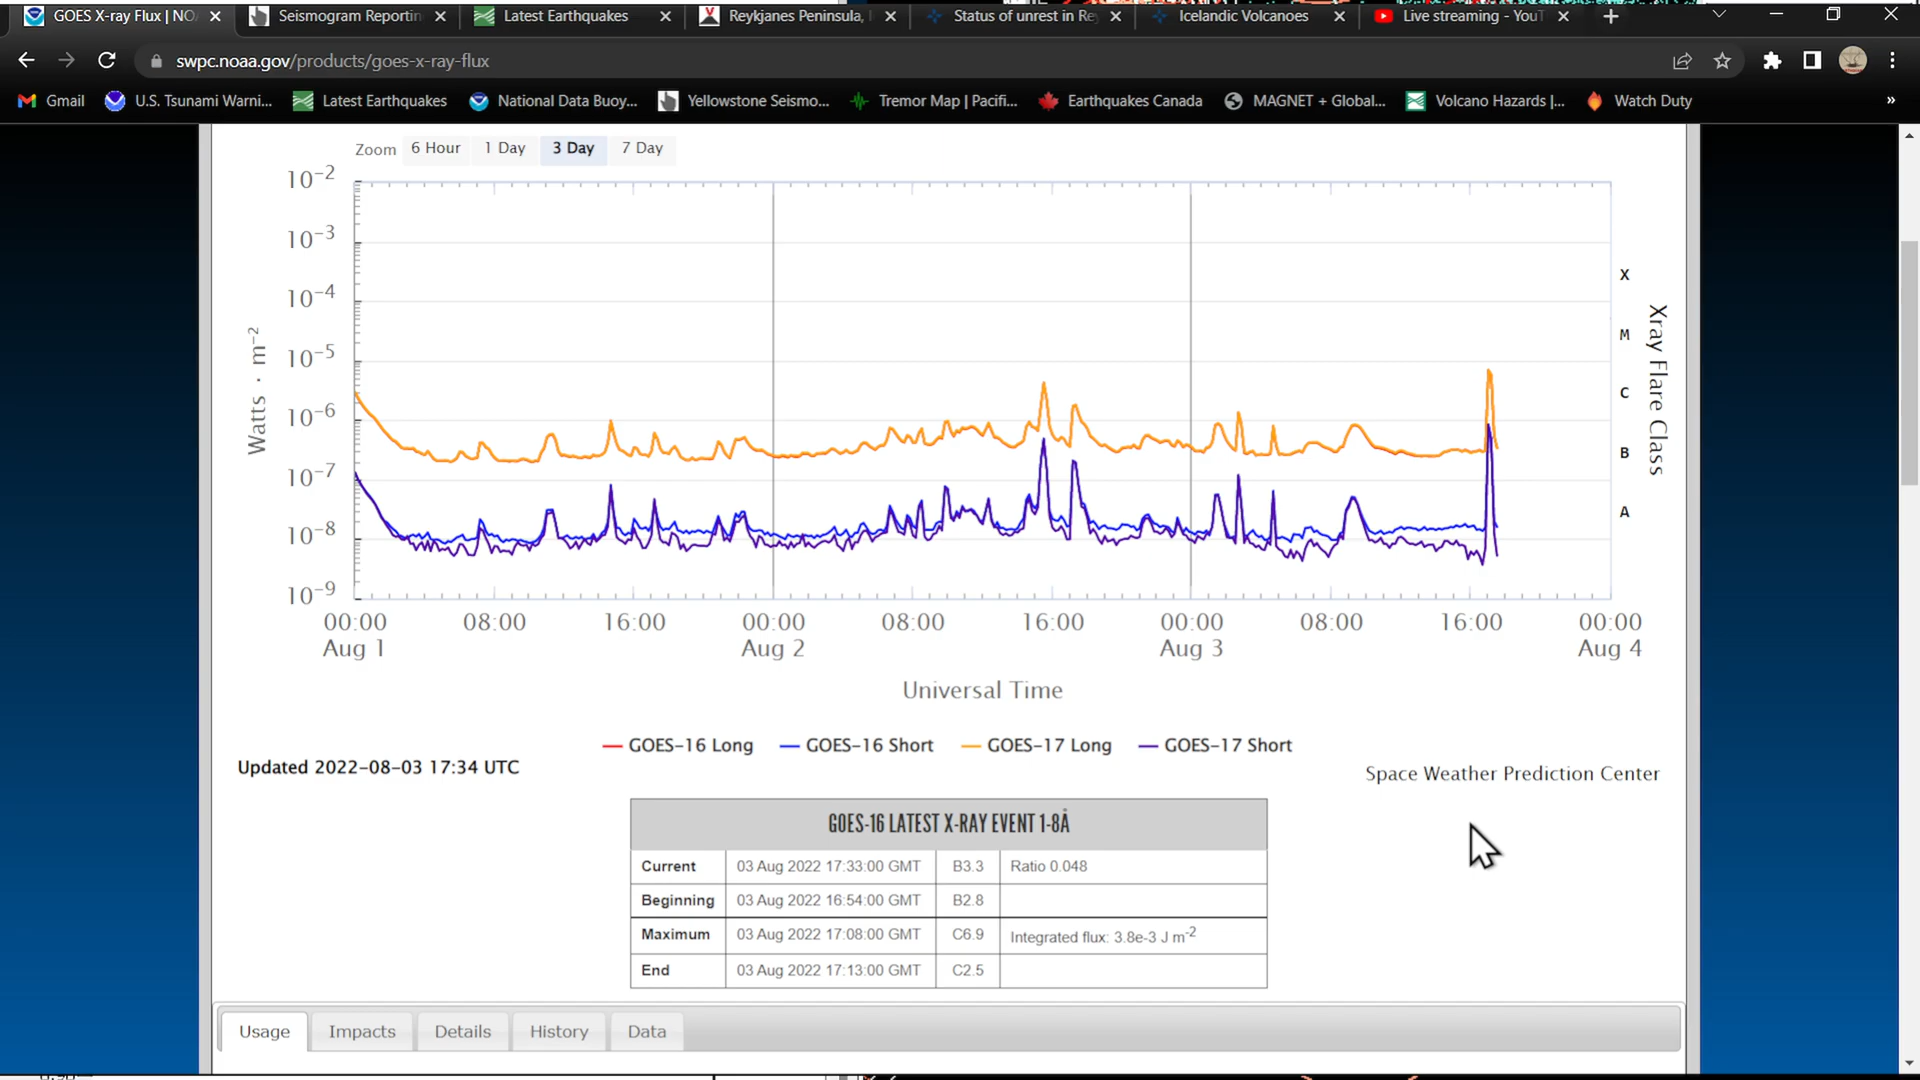 GOES X-ray Flux | NO
Seismogram Reportin
Latest Earthquakes
Reykjanes Peninsula,
Status of unrest in Re
Icelandic Volcanoes
Live streaming - YouT
swpc.noaa.gov/products/goes-x-ray-flux
Gmail
U.S. Tsunami Warni...
Latest Earthquakes
National Data Buoy...
Yellowstone Seismo...
Tremor Map | Pacifi...
Earthquakes Canada
MAGNET + Global...
Volcano Hazards |...
Watch Duty
»
Zoom 6 Hour 1 Day 3 Day 7 Day
10⁻²
10⁻³
10⁻⁴
10⁻⁵
10⁻⁶
10⁻⁷
10⁻⁸
10⁻⁹
Watts · m⁻²
X
M
C
B
A
Xray Flare Class
00:00 08:00 16:00 00:00 08:00 16:00 00:00 08:00 16:00 00:00
Aug 1 Aug 2 Aug 3 Aug 4
Universal Time
GOES-16 Long GOES-16 Short GOES-17 Long GOES-17 Short
Updated 2022-08-03 17:34 UTC
Space Weather Prediction Center
GOES-16 LATEST X-RAY EVENT 1-8Å
Current 03 Aug 2022 17:33:00 GMT B3.3 Ratio 0.048
Beginning 03 Aug 2022 16:54:00 GMT B2.8
Maximum 03 Aug 2022 17:08:00 GMT C6.9 Integrated flux: 3.8e-3 J m⁻²
End 03 Aug 2022 17:13:00 GMT C2.5
Usage Impacts Details History Data